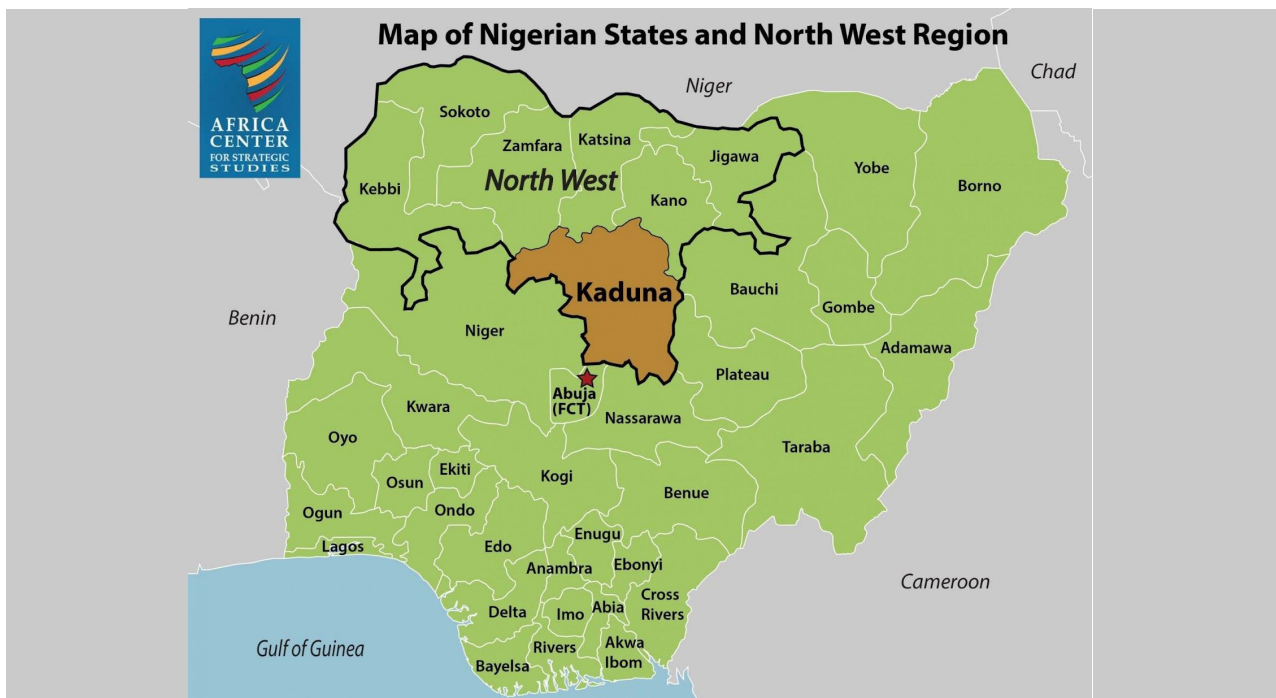 Map of Nigerian States and North West Region
AFRICA
CENTER
FOR STRATEGIC
STUDIES
Niger
Chad
Sokoto
Zamfara
Katsina
Jigawa
North West
Kebbi
Kano
Yobe
Borno
Kaduna
Bauchi
Gombe
Benin
Niger
Adamawa
Plateau
Abuja
(FCT)
Nassarawa
Kwara
Oyo
Taraba
Osun
Ekiti
Kogi
Benue
Ogun
Ondo
Lagos
Edo
Enugu
Anambra
Ebonyi
Cameroon
Cross
Rivers
Delta
Imo
Abia
Gulf of Guinea
Rivers
Akwa
Ibom
Bayelsa